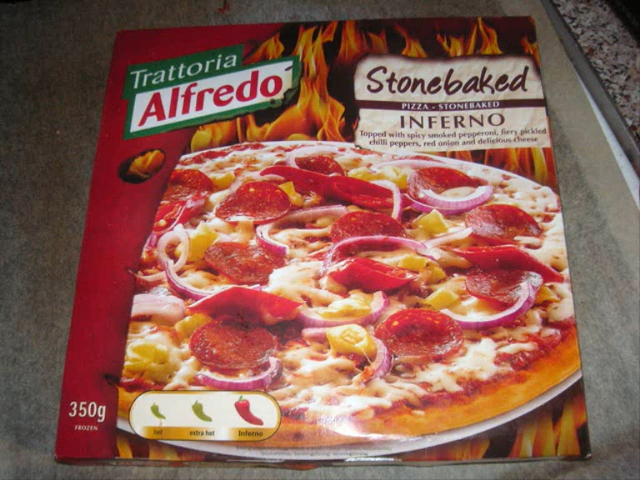 Trattoria
Alfredo
Stonebaked
PIZZA - STONEBAKED
INFERNO
Topped with spicy smoked pepperoni, fiery pickled
chilli peppers, red onion and delicious cheese
350g
FROZEN
hot
extra hot
Inferno